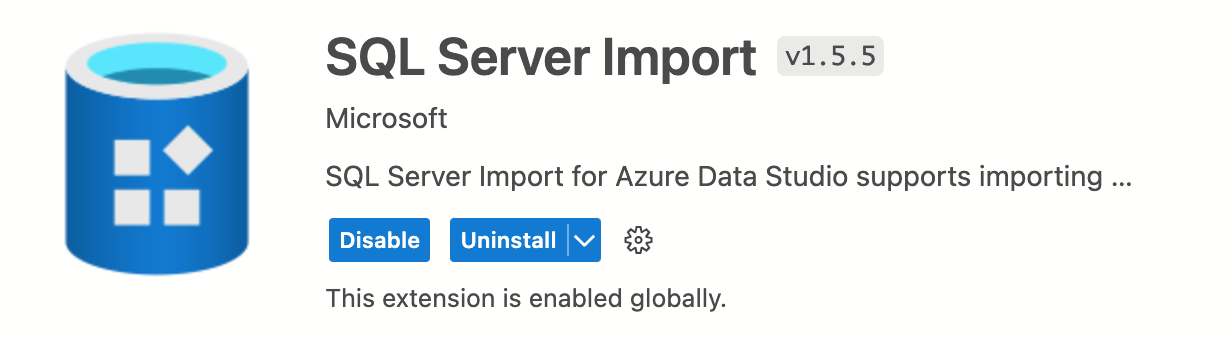 SQL Server Import v1.5.5
Microsoft
SQL Server Import for Azure Data Studio supports importing ...
Disable Uninstall
This extension is enabled globally.